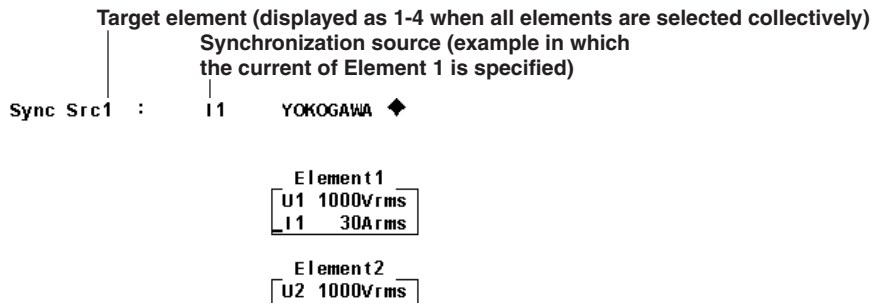 Target element (displayed as 1-4 when all elements are selected collectively)
Synchronization source (example in which
the current of Element 1 is specified)
Sync Src1 : I1 YOKOGAWA ◆
Element1
U1 1000Vrms
I1 30Arms
Element2
U2 1000Vrms